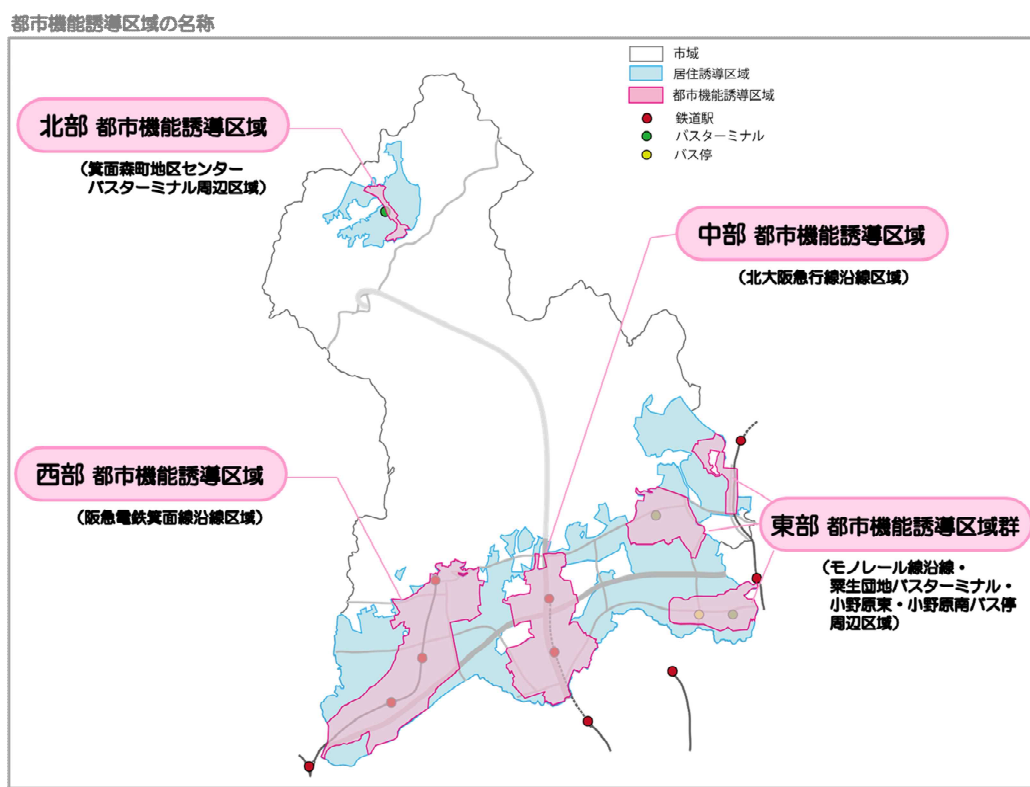 都市機能誘導区域の名称
市域
居住誘導区域
都市機能誘導区域
鉄道駅
バスターミナル
バス停
北部 都市機能誘導区域
(箕面森町地区センター
バスターミナル周辺区域)
中部 都市機能誘導区域
(北大阪急行線沿線区域)
西部 都市機能誘導区域
(阪急電鉄箕面線沿線区域)
東部 都市機能誘導区域群
(モノレール線沿線・
粟生団地バスターミナル・
小野原東・小野原南バス停
周辺区域)